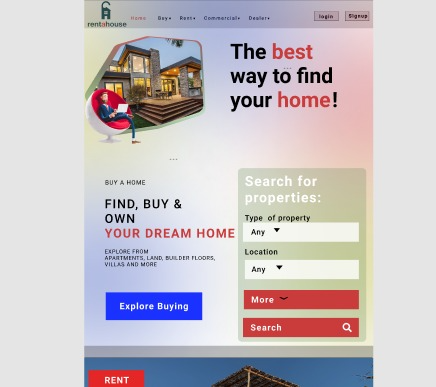 rentahouse
Home Buy Rent Commercial Dealer
login Signup
The best
way to find
your home!
BUY A HOME
FIND, BUY &
OWN
YOUR DREAM HOME
EXPLORE FROM
APARTMENTS, LAND, BUILDER FLOORS,
VILLAS AND MORE
Explore Buying
Search for
properties:
Type of property
Any
Location
Any
More
Search
RENT